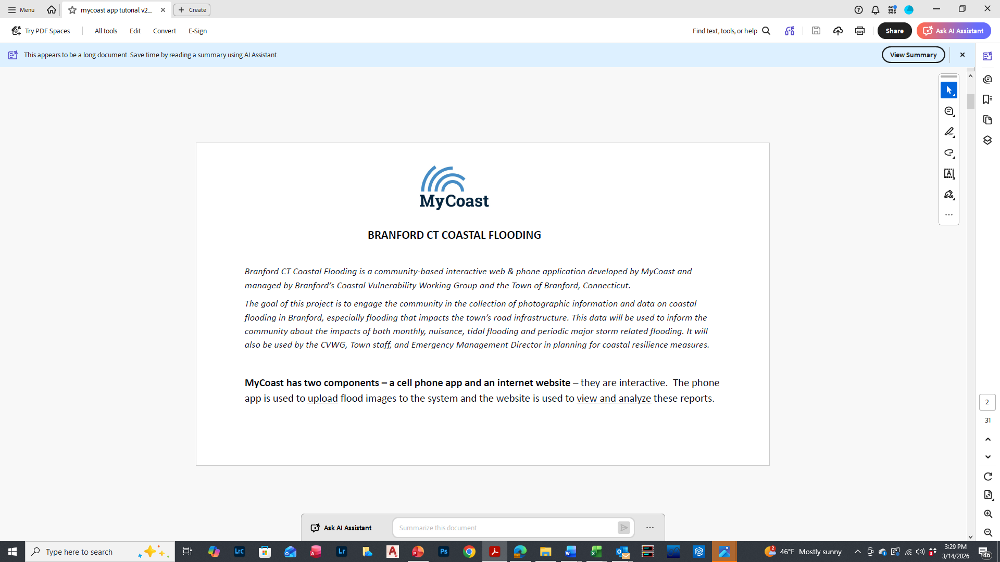 Menu
mycoast app tutorial v2...
Create
Try PDF Spaces
All tools
Edit
Convert
E-Sign
Find text, tools, or help
Share
Ask AI Assistant
This appears to be a long document. Save time by reading a summary using AI Assistant.
View Summary
MyCoast
BRANFORD CT COASTAL FLOODING
Branford CT Coastal Flooding is a community-based interactive web & phone application developed by MyCoast and
managed by Branford's Coastal Vulnerability Working Group and the Town of Branford, Connecticut.
The goal of this project is to engage the community in the collection of photographic information and data on coastal
flooding in Branford, especially flooding that impacts the town's road infrastructure. This data will be used to inform the
community about the impacts of both monthly, nuisance, tidal flooding and periodic major storm related flooding. It will
also be used by the CVWG, Town staff, and Emergency Management Director in planning for coastal resilience measures.
MyCoast has two components – a cell phone app and an internet website – they are interactive. The phone
app is used to upload flood images to the system and the website is used to view and analyze these reports.
2
31
Ask AI Assistant
Summarize this document
Type here to search
LrC
Lr
Ps
2
46°F Mostly sunny
3:29 PM
3/14/2026
46